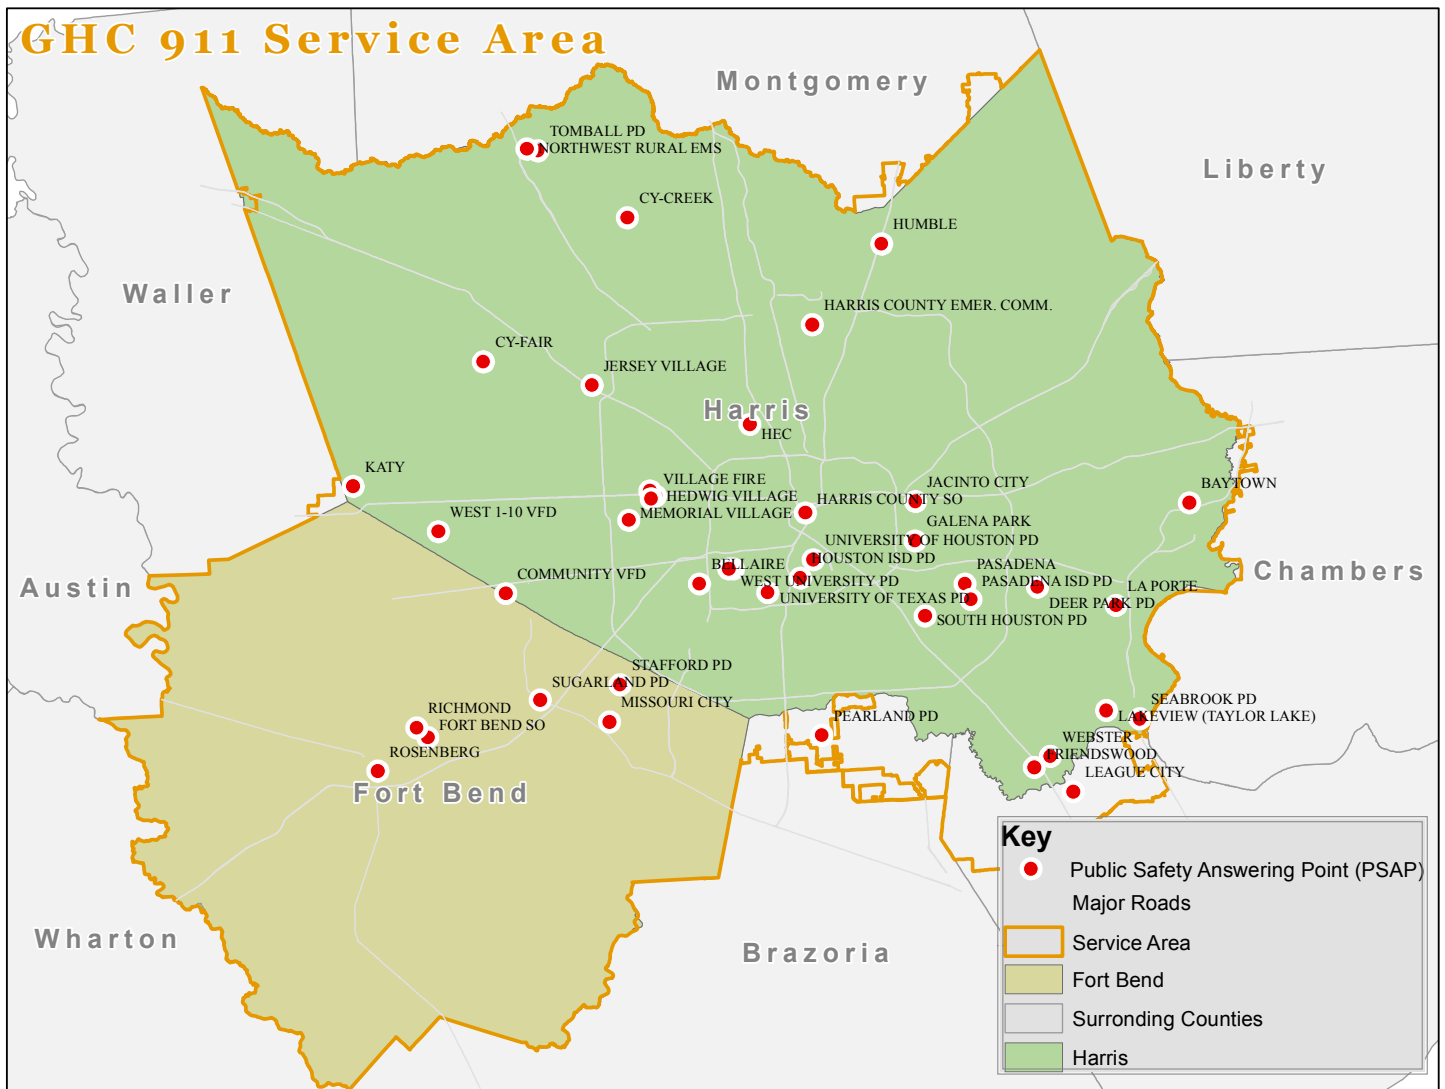 GHC 911 Service Area
Montgomery
Liberty
Waller
Harris
Austin
Chambers
Fort Bend
Wharton
Brazoria
TOMBALL PD
NORTHWEST RURAL EMS
CY-CREEK
HUMBLE
HARRIS COUNTY EMER. COMM.
CY-FAIR
JERSEY VILLAGE
HEC
KATY
VILLAGE FIRE
HEDWIG VILLAGE
MEMORIAL VILLAGE
HARRIS COUNTY SO
JACINTO CITY
BAYTOWN
WEST 1-10 VFD
GALENA PARK
UNIVERSITY OF HOUSTON PD
HOUSTON ISD PD
COMMUNITY VFD
BELLAIRE
WEST UNIVERSITY PD
UNIVERSITY OF TEXAS PD
PASADENA
PASADENA ISD PD
LA PORTE
DEER PARK PD
SOUTH HOUSTON PD
STAFFORD PD
SUGARLAND PD
MISSOURI CITY
RICHMOND
FORT BEND SO
ROSENBERG
PEARLAND PD
SEABROOK PD
LAKEVIEW (TAYLOR LAKE)
WEBSTER
FRIENDSWOOD
LEAGUE CITY
Key
Public Safety Answering Point (PSAP)
Major Roads
Service Area
Fort Bend
Surronding Counties
Harris